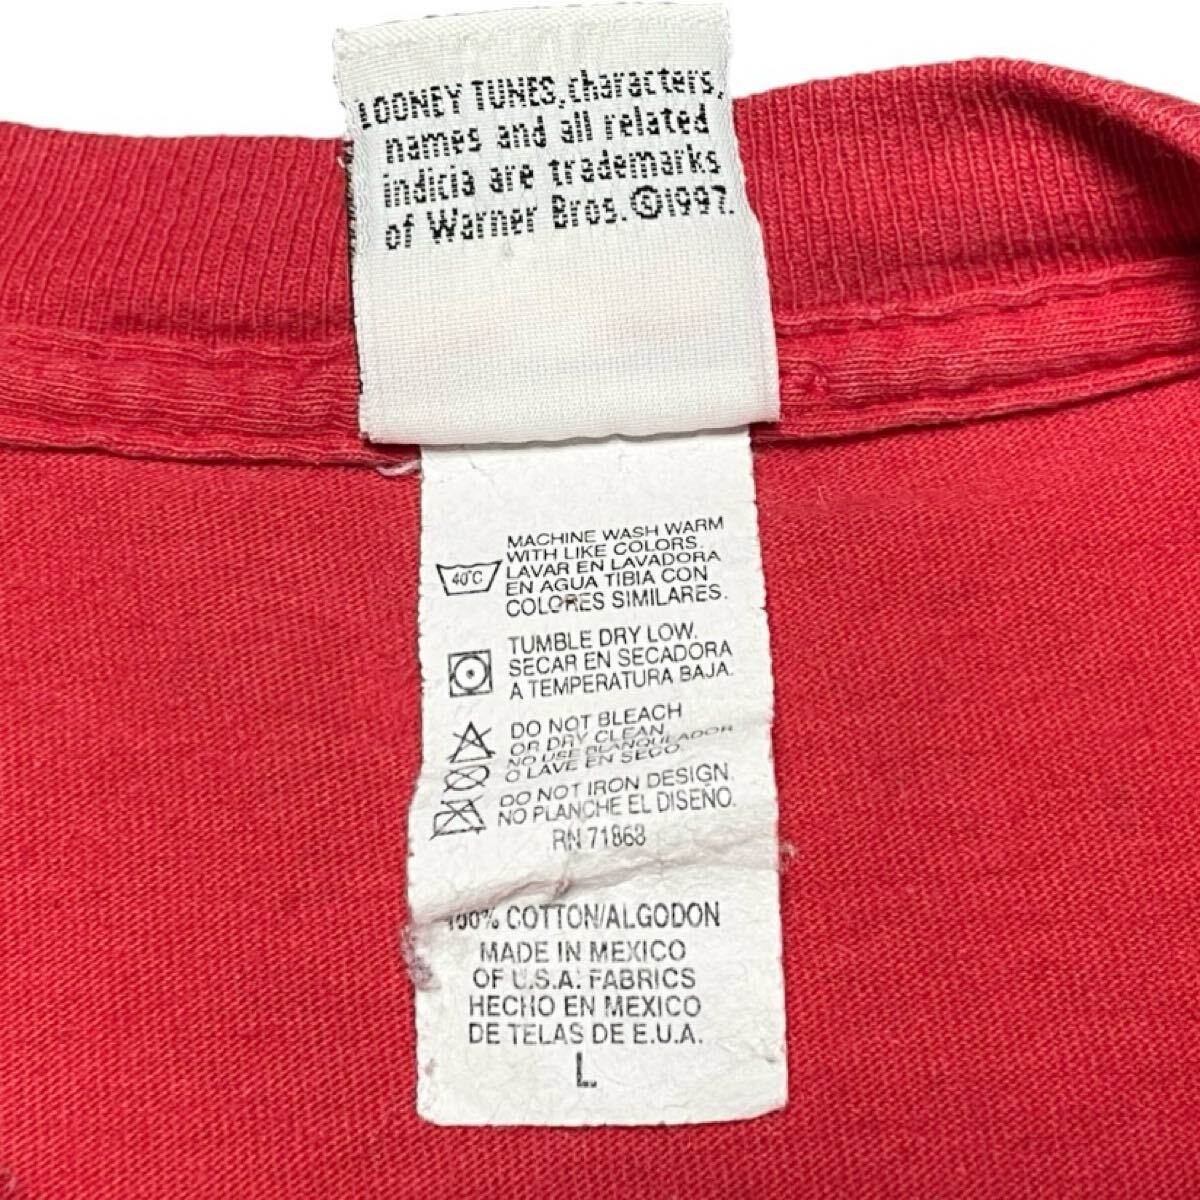 LOONEY TUNES, characters,
names and all related
indicia are trademarks
of Warner Bros. ©1997.
MACHINE WASH WARM
WITH LIKE COLORS.
LAVAR EN LAVADORA
EN AGUA TIBIA CON
COLORES SIMILARES.
40°C
TUMBLE DRY LOW.
SECAR EN SECADORA
A TEMPERATURA BAJA.
DO NOT BLEACH
OR DRY CLEAN.
NO USE BLANQUEADOR
O LAVE EN SECO.
DO NOT IRON DESIGN.
NO PLANCHE EL DISEÑO.
RN 71868
100% COTTON/ALGODON
MADE IN MEXICO
OF U.S.A. FABRICS
HECHO EN MEXICO
DE TELAS DE E.U.A.
L